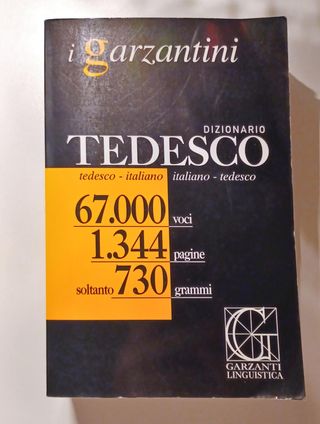 i garzantini
DIZIONARIO
TEDESCO
tedesco - italiano italiano - tedesco
67.000 voci
1.344 pagine
soltanto 730 grammi
G
GARZANTI
LINGUISTICA